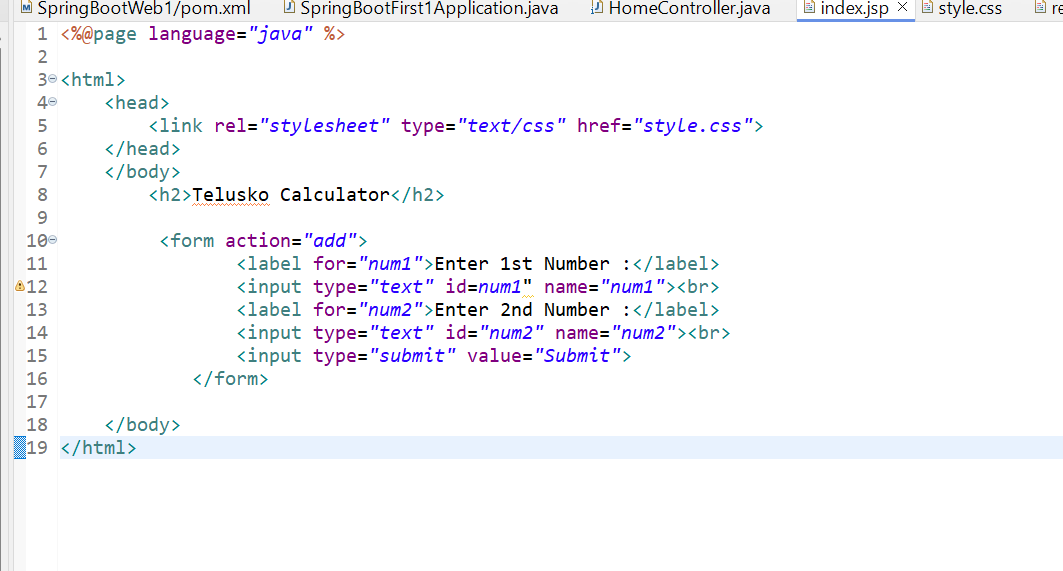 SpringBootWeb1/pom.xml SpringBootFirst1Application.java HomeController.java index.jsp style.css re
1 <%@page language="java" %>
2
3 <html>
4 <head>
5 <link rel="stylesheet" type="text/css" href="style.css">
6 </head>
7 </body>
8 <h2>Telusko Calculator</h2>
9
10 <form action="add">
11 <label for="num1">Enter 1st Number :</label>
12 <input type="text" id=num1" name="num1"><br>
13 <label for="num2">Enter 2nd Number :</label>
14 <input type="text" id="num2" name="num2"><br>
15 <input type="submit" value="Submit">
16 </form>
17
18 </body>
19 </html>